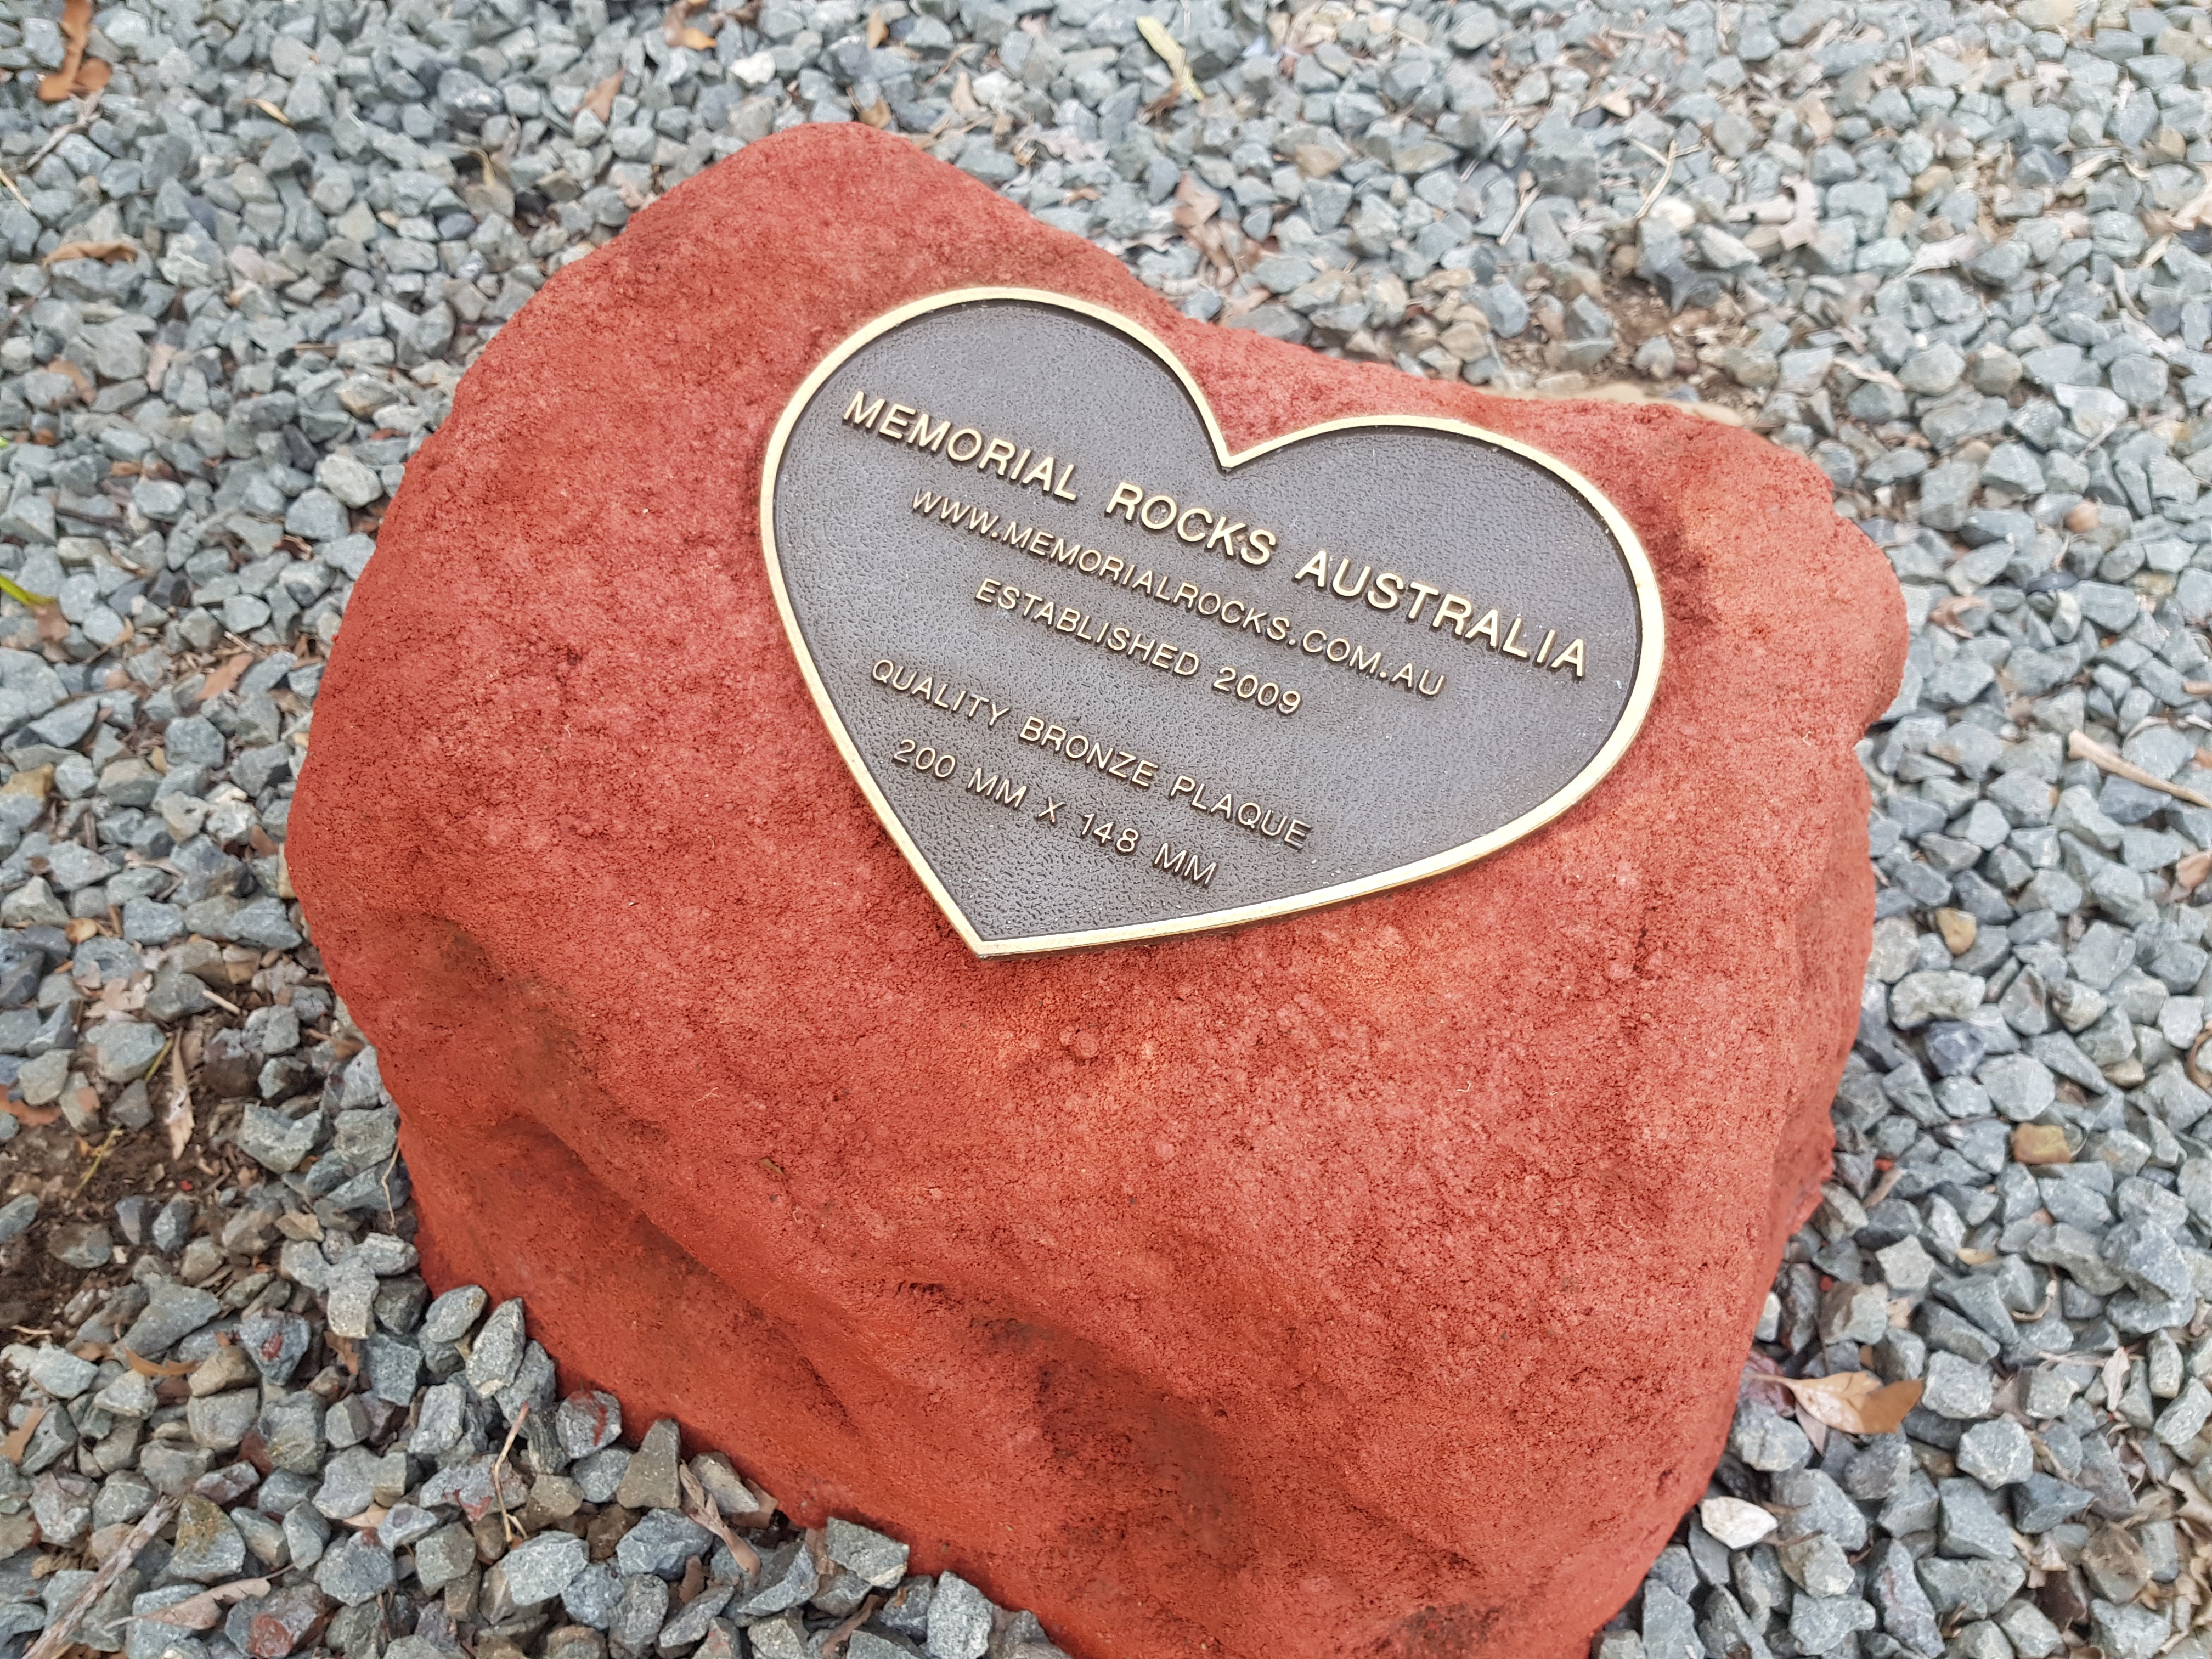 MEMORIAL ROCKS AUSTRALIA
WWW.MEMORIALROCKS.COM.AU
ESTABLISHED 2009
QUALITY BRONZE PLAQUE
200 MM X 148 MM